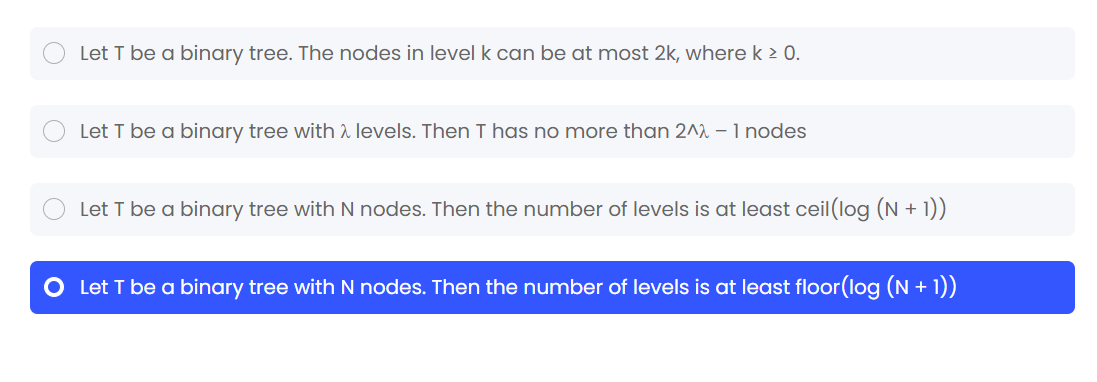 Let T be a binary tree. The nodes in level k can be at most 2k, where k ≥ 0.
Let T be a binary tree with λ levels. Then T has no more than 2^λ – 1 nodes
Let T be a binary tree with N nodes. Then the number of levels is at least ceil(log (N + 1))
Let T be a binary tree with N nodes. Then the number of levels is at least floor(log (N + 1))